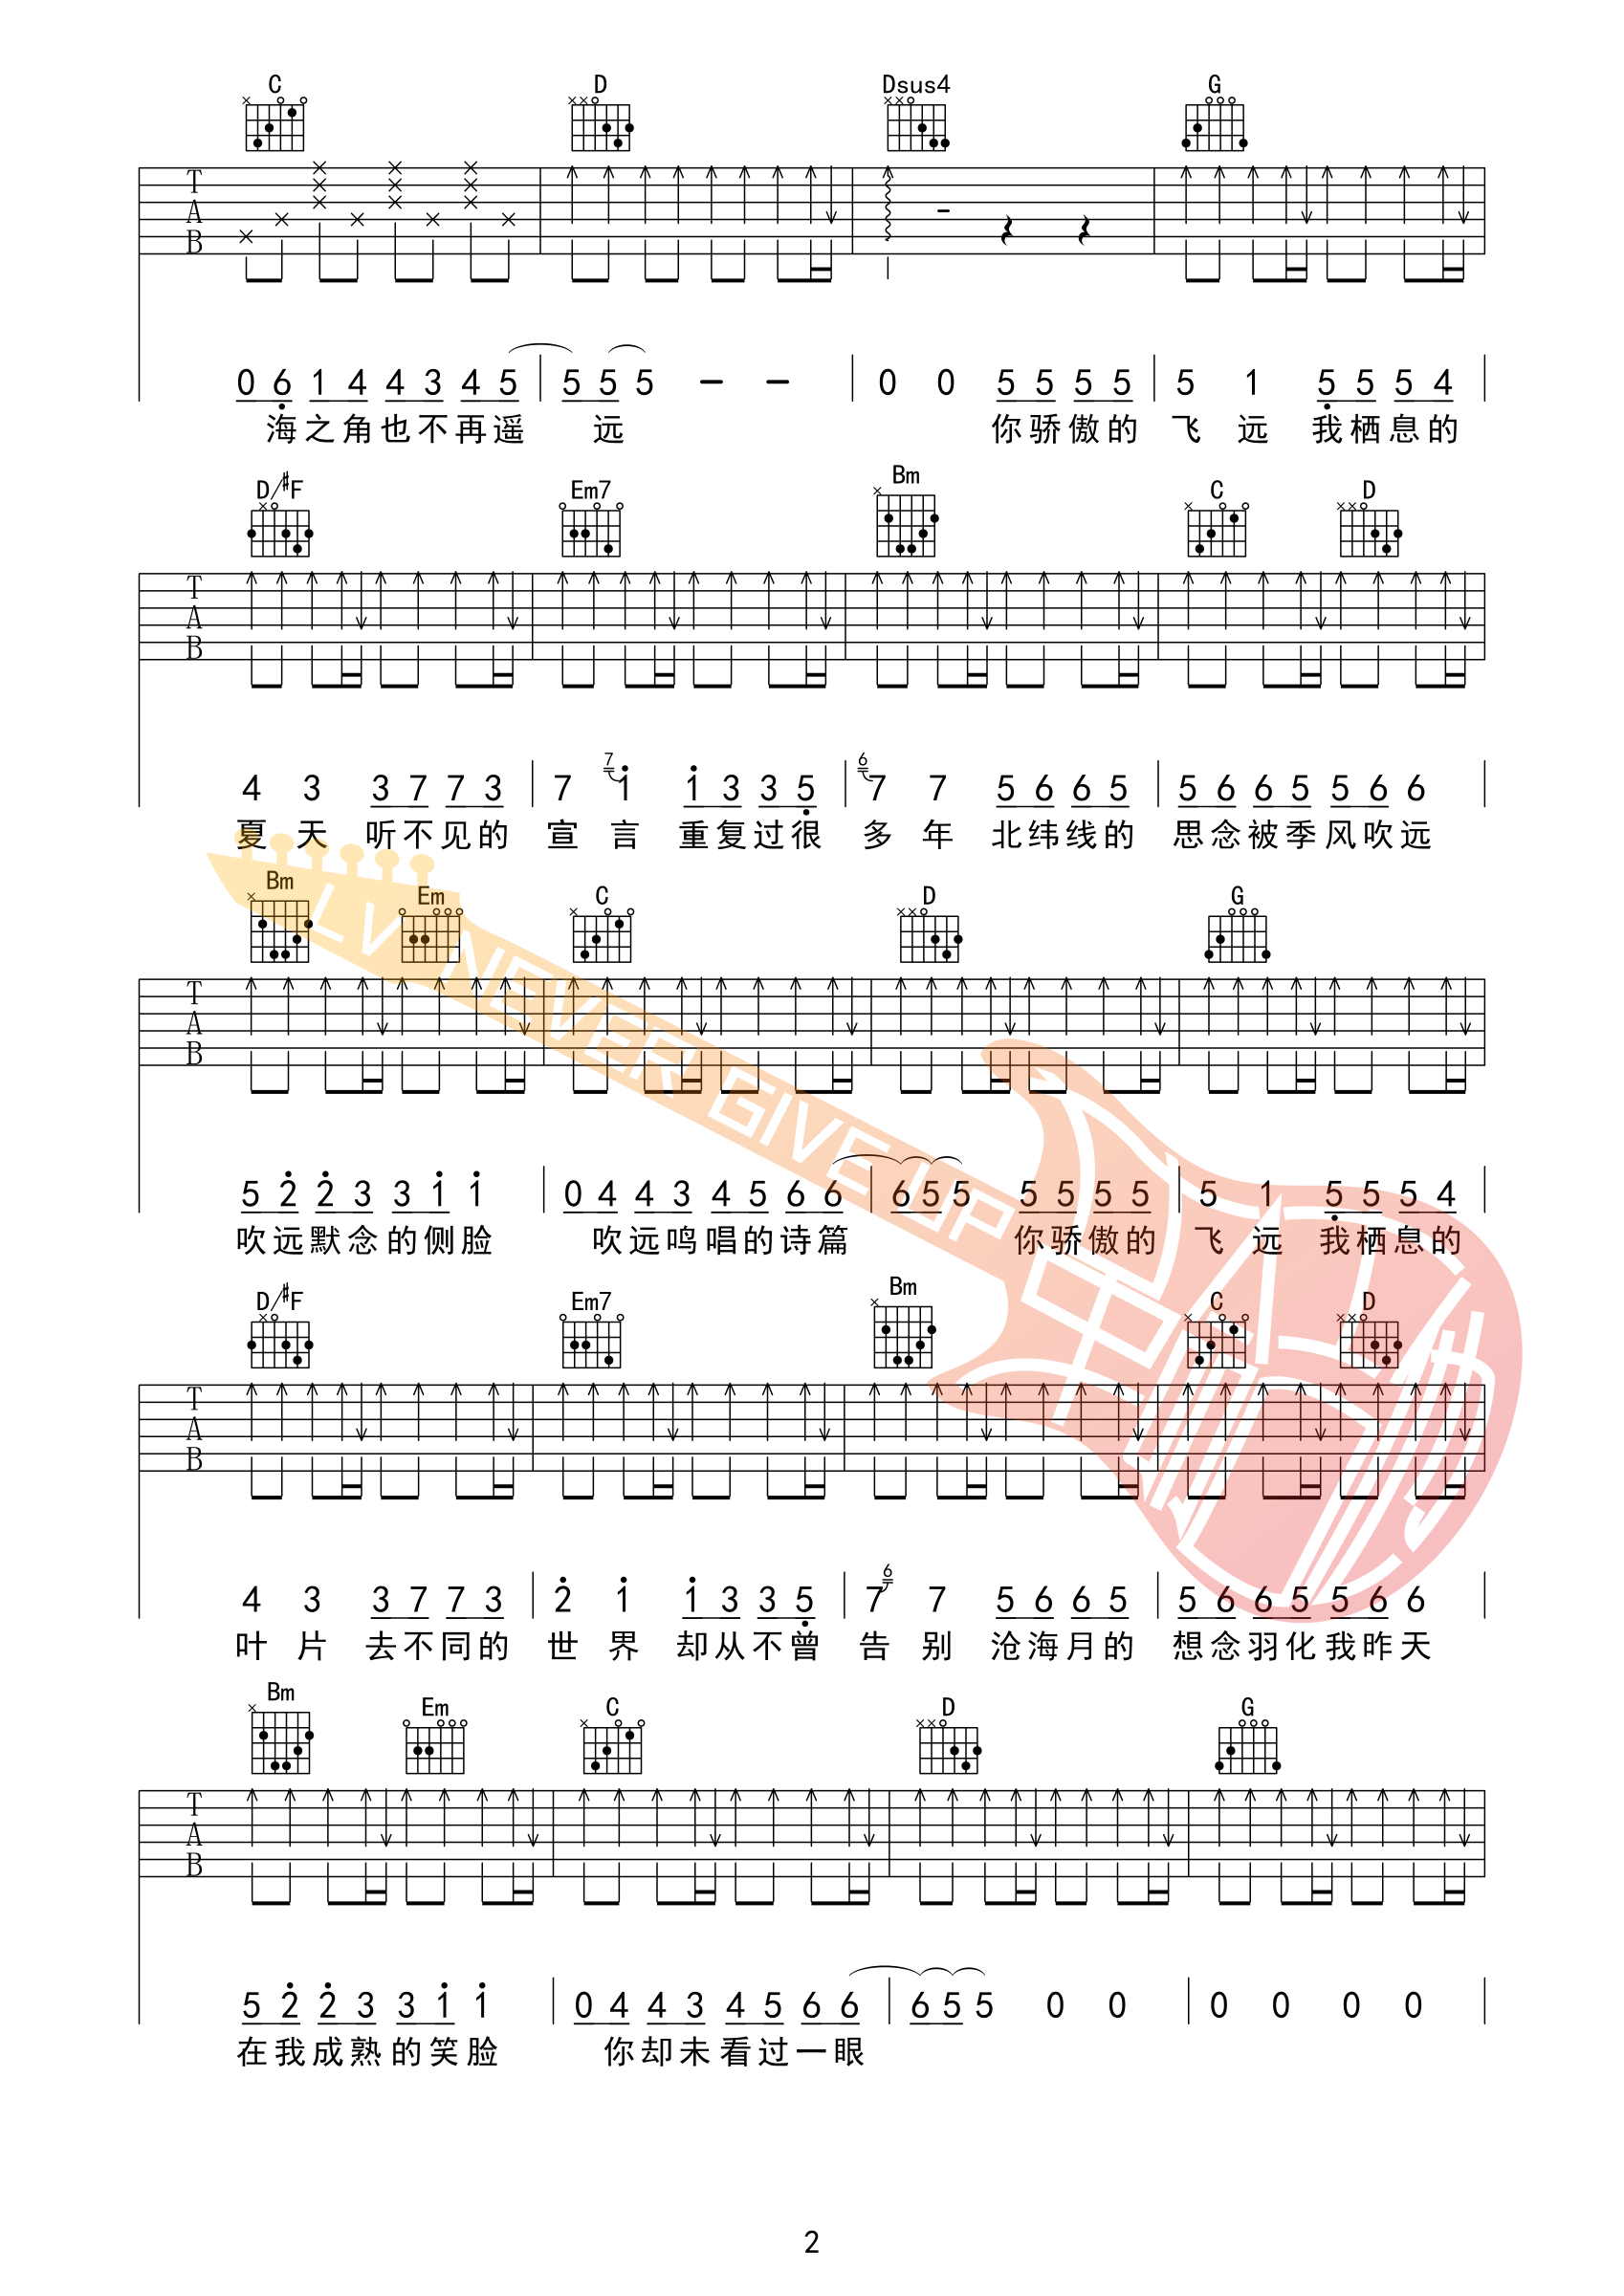 C D Dsus4 G
T
A
B
0 6 1 4 4 3 4 5 | 5 5 5 - - | 0 0 5 5 5 5 | 5 1 5 5 5 4 |
海之角也不再遥 远 你骄傲的 飞 远 我栖息的
D/#F Em7 Bm C D
T
A
B
4 3 3 7 7 3 | 7 7 1 1 3 3 5 | 6 7 7 5 6 6 5 | 5 6 6 5 5 6 6 |
夏 天 听不见的 宣 言 重复过很 多 年 北纬线的 思念被季风吹远
Bm Em C D G
T
A
B
5 2 2 3 3 1 1 | 0 4 4 3 4 5 6 6 | 6 5 5 5 5 5 5 | 5 1 5 5 5 4 |
吹远默念的侧脸 吹远鸣唱的诗篇 你骄傲的 飞 远 我栖息的
D/#F Em7 Bm C D
T
A
B
4 3 3 7 7 3 | 2 1 1 3 3 5 | 7 6 7 5 6 6 5 | 5 6 6 5 5 6 6 |
叶 片 去不同的 世 界 却从不曾 告 别 沧海月的 想念羽化我昨天
Bm Em C D G
T
A
B
5 2 2 3 3 1 1 | 0 4 4 3 4 5 6 6 | 6 5 5 0 0 | 0 0 0 0 |
在我成熟的笑脸 你却未看过一眼
LV NEVER GIVE UP
2